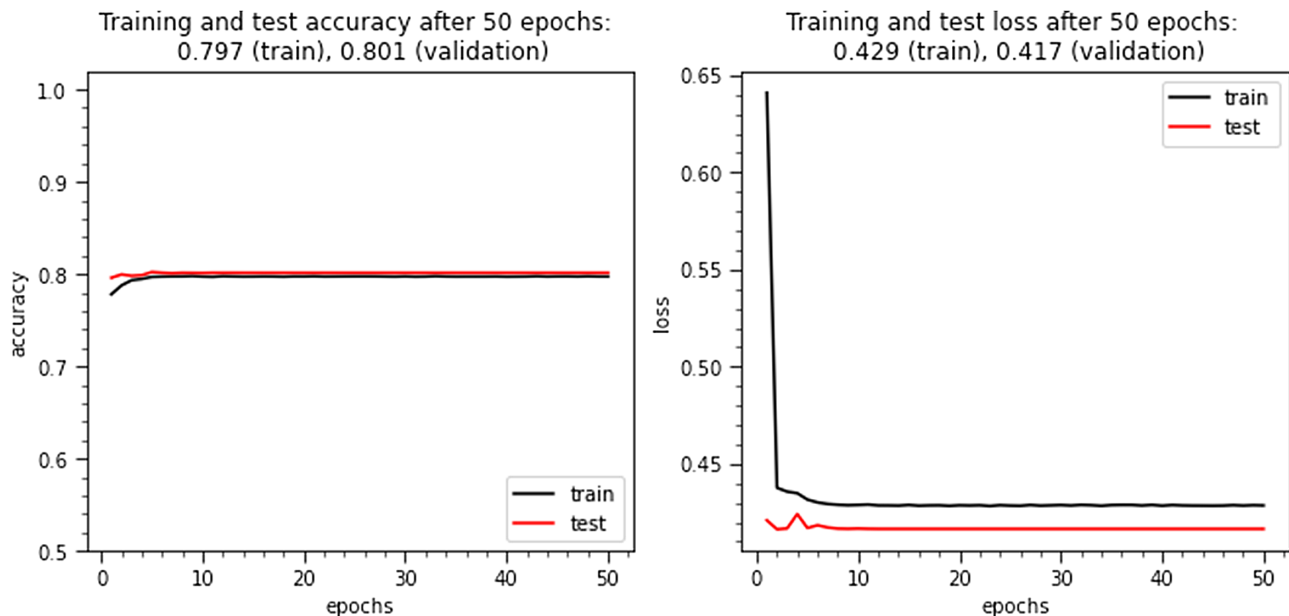 Training and test accuracy after 50 epochs:
0.797 (train), 0.801 (validation)
1.0
0.9
0.8
0.7
0.6
0.5
accuracy
train
test
0
10
20
30
40
50
epochs
Training and test loss after 50 epochs:
0.429 (train), 0.417 (validation)
0.65
0.60
0.55
0.50
0.45
loss
train
test
0
10
20
30
40
50
epochs